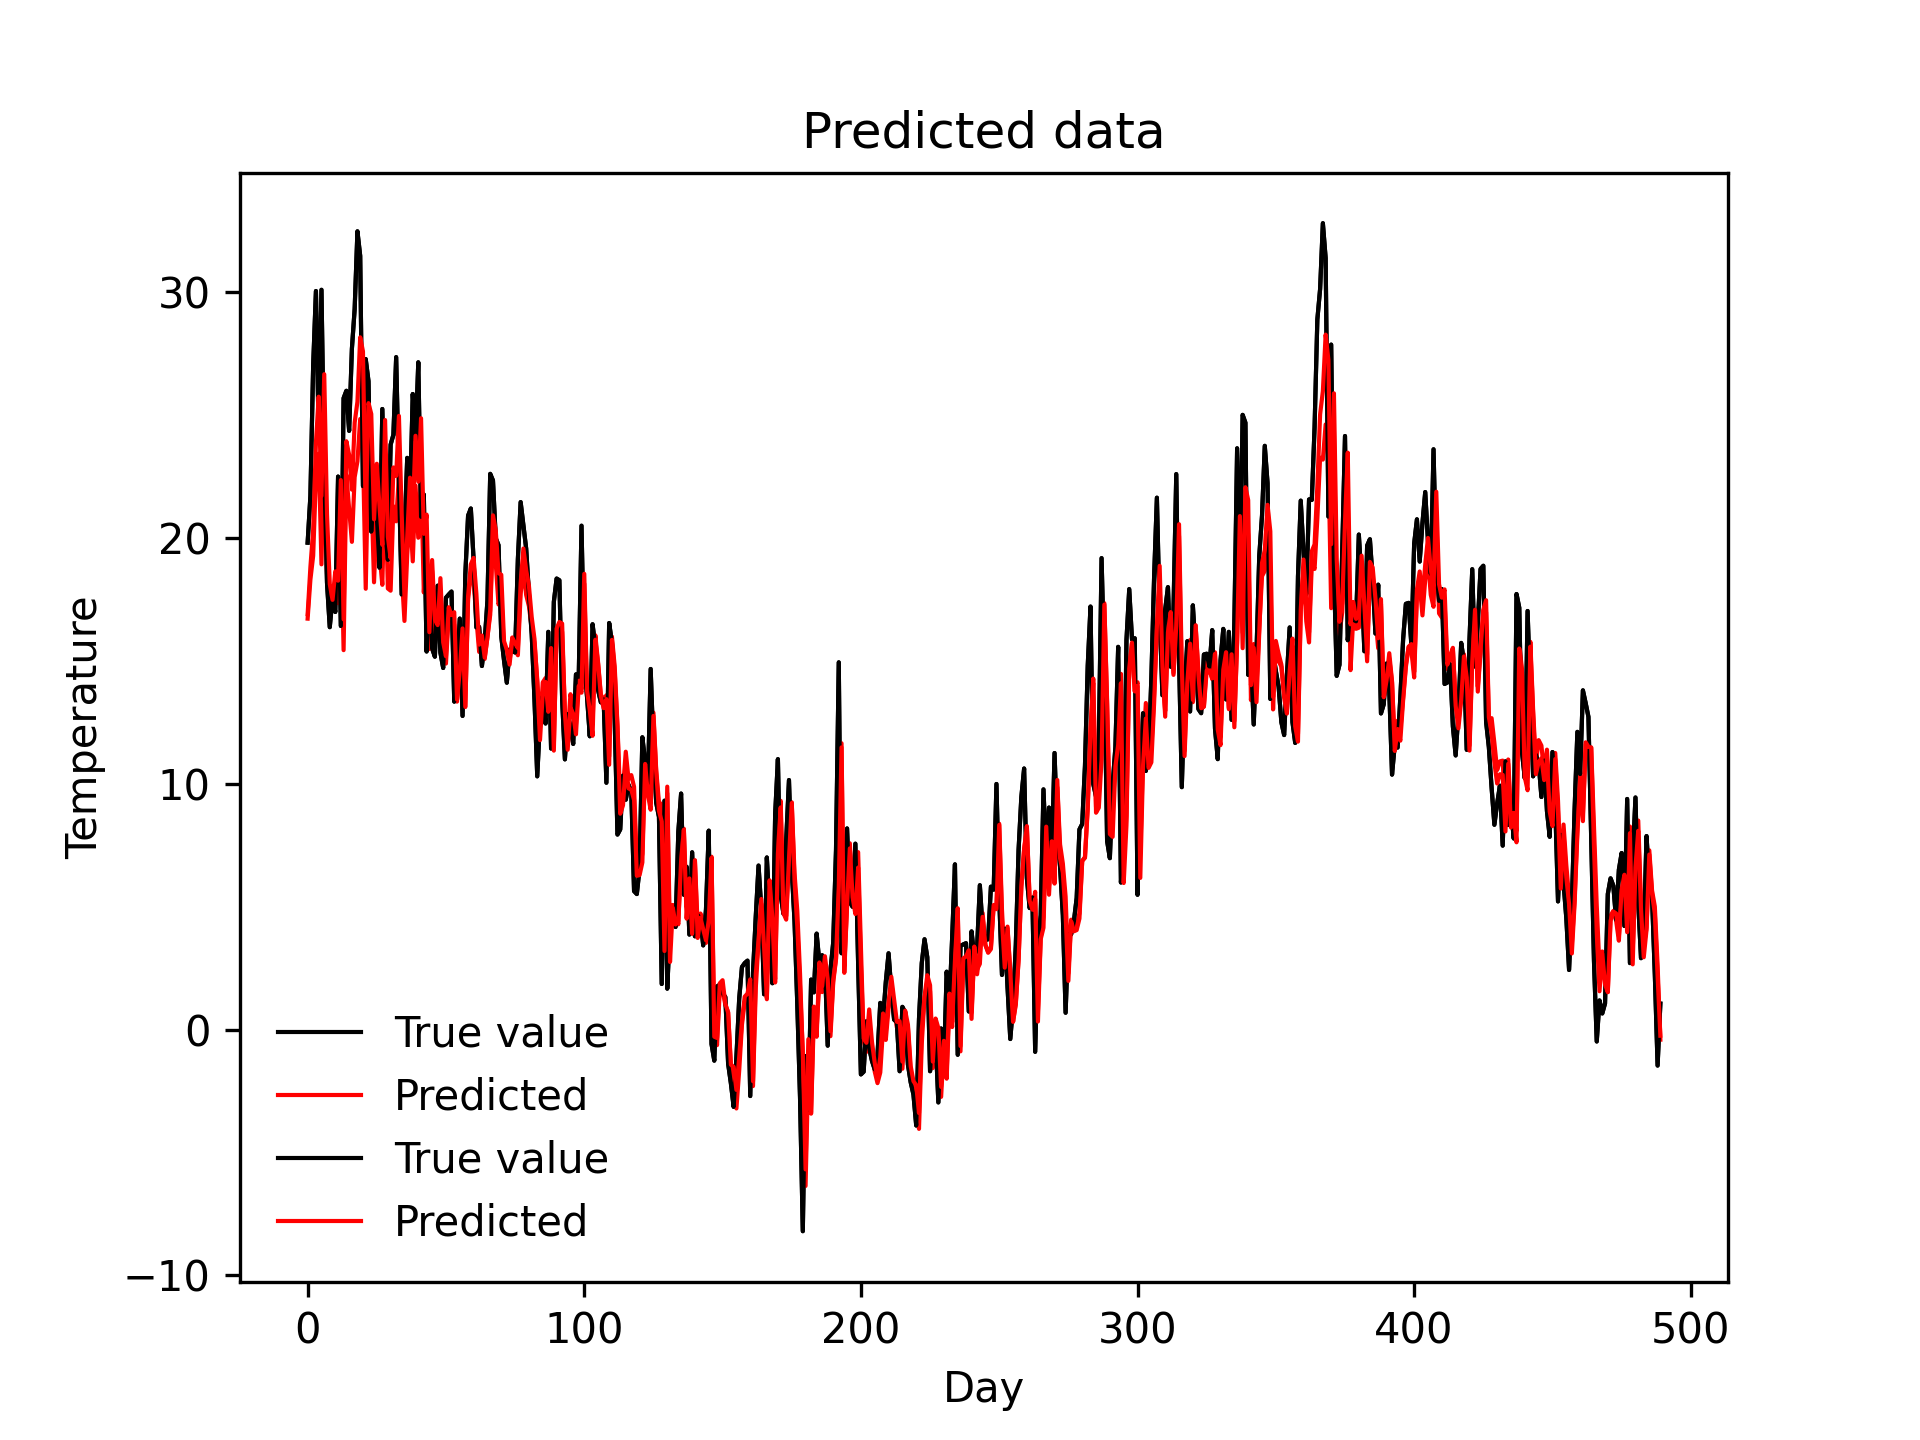 Predicted data
30
20
10
0
−10
Temperature
True value
Predicted
True value
Predicted
0 100 200 300 400 500
Day